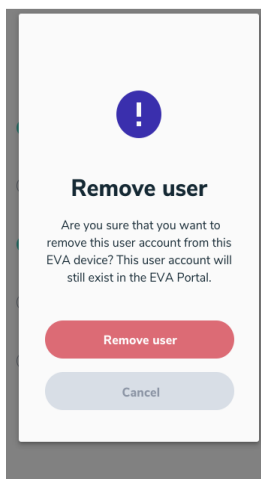 !
Remove user
Are you sure that you want to
remove this user account from this
EVA device? This user account will
still exist in the EVA Portal.
Remove user
Cancel